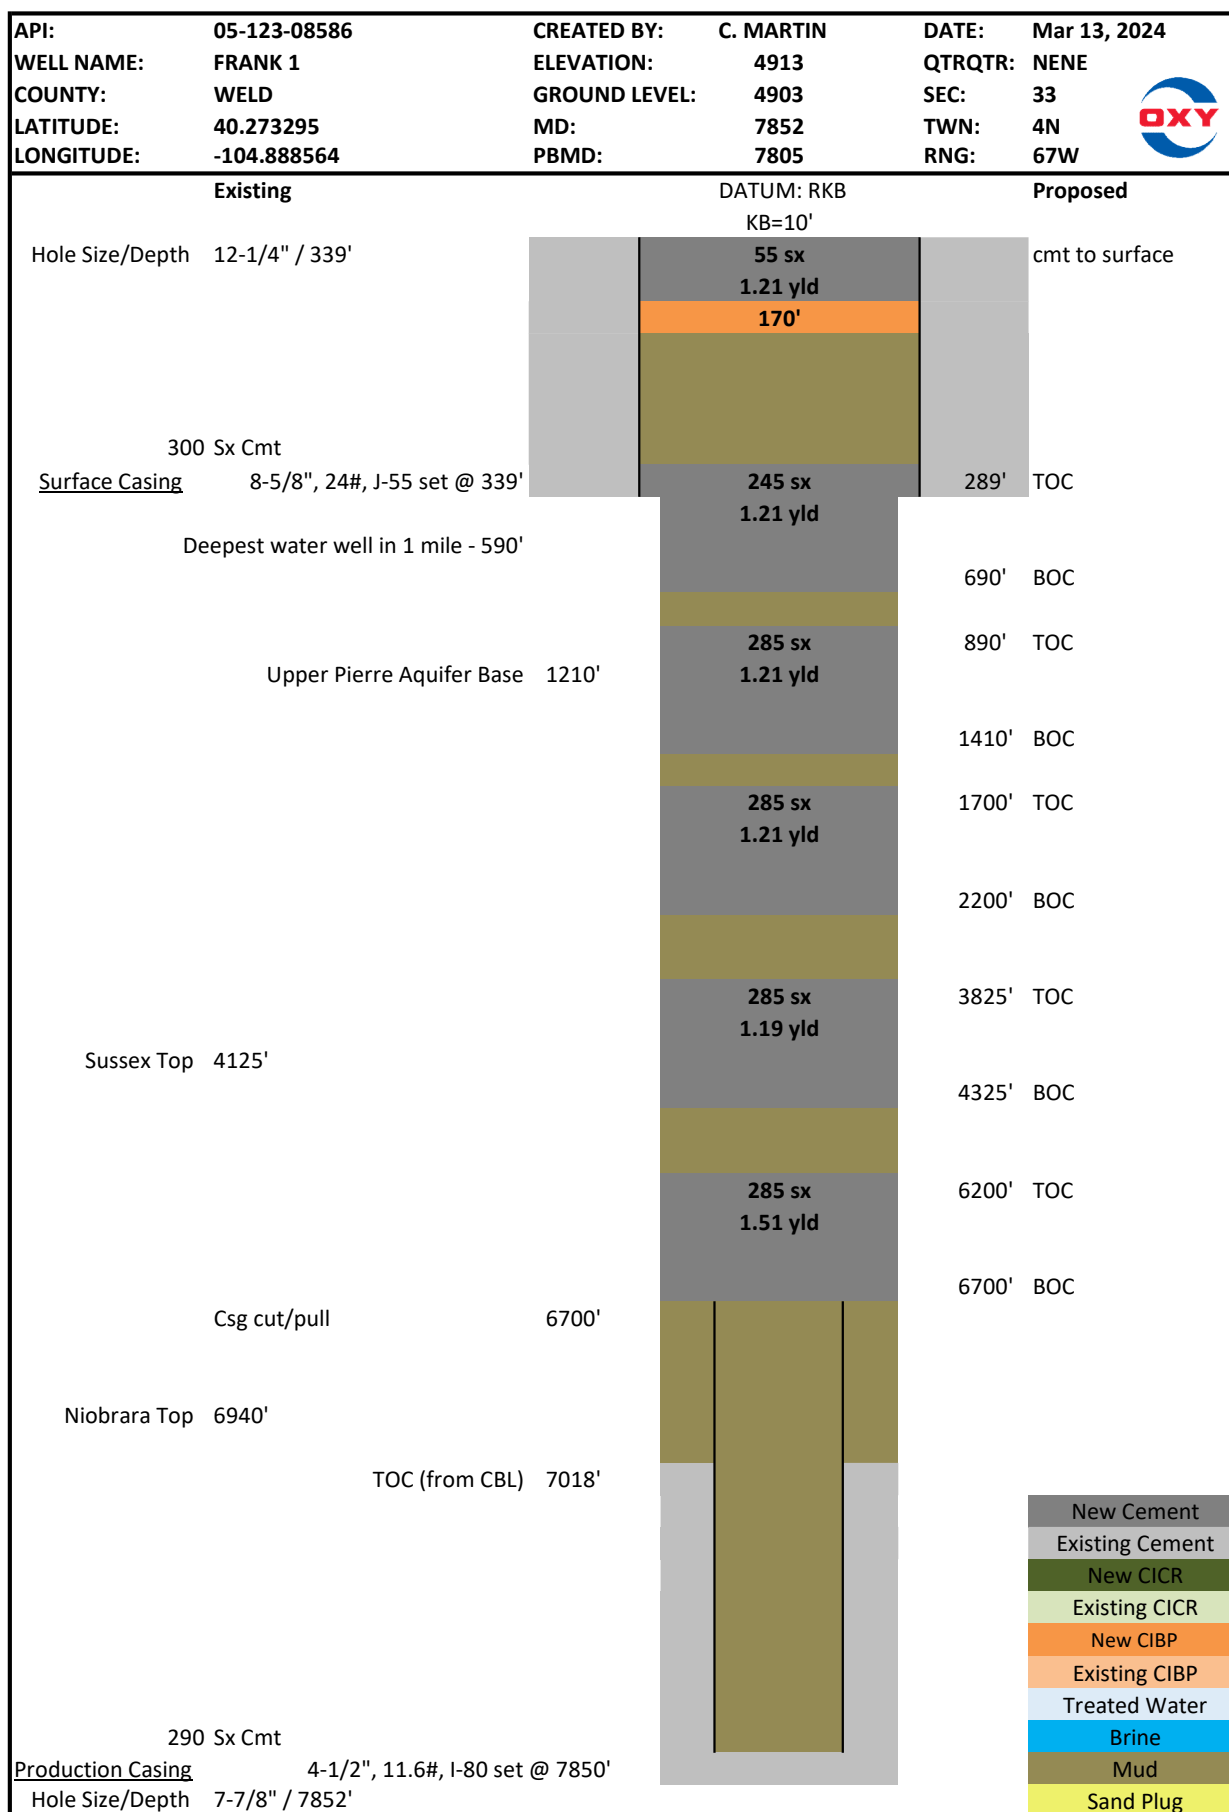 API: 05-123-08586 CREATED BY: C. MARTIN DATE: Mar 13, 2024
WELL NAME: FRANK 1 ELEVATION: 4913 QTRQTR: NENE
COUNTY: WELD GROUND LEVEL: 4903 SEC: 33
LATITUDE: 40.273295 MD: 7852 TWN: 4N
LONGITUDE: -104.888564 PBMD: 7805 RNG: 67W
OXY
Existing DATUM: RKB Proposed
KB=10'
Hole Size/Depth 12-1/4" / 339' 55 sx cmt to surface
1.21 yld
170'
300 Sx Cmt
Surface Casing 8-5/8", 24#, J-55 set @ 339' 245 sx 289' TOC
1.21 yld
Deepest water well in 1 mile - 590'
690' BOC
285 sx 890' TOC
Upper Pierre Aquifer Base 1210' 1.21 yld
1410' BOC
285 sx 1700' TOC
1.21 yld
2200' BOC
285 sx 3825' TOC
1.19 yld
Sussex Top 4125'
4325' BOC
285 sx 6200' TOC
1.51 yld
6700' BOC
Csg cut/pull 6700'
Niobrara Top 6940'
TOC (from CBL) 7018'
New Cement
Existing Cement
New CICR
Existing CICR
New CIBP
Existing CIBP
Treated Water
290 Sx Cmt Brine
Production Casing 4-1/2", 11.6#, I-80 set @ 7850' Mud
Hole Size/Depth 7-7/8" / 7852' Sand Plug